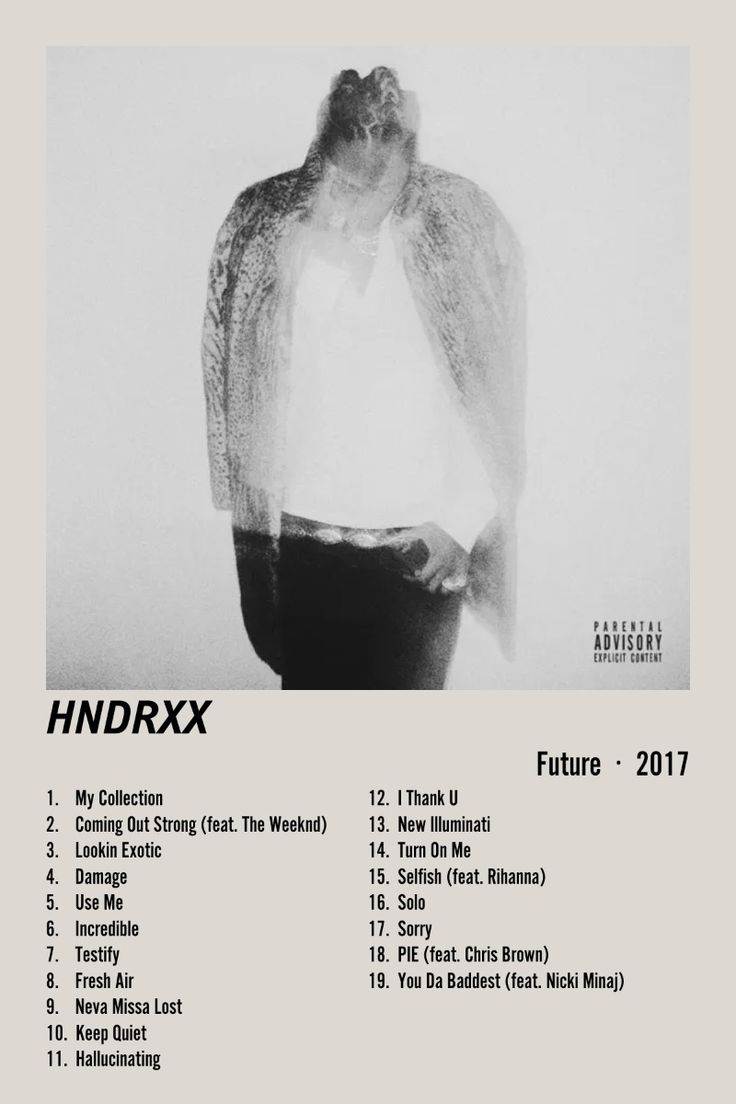 PARENTAL
ADVISORY
EXPLICIT CONTENT
HNDRXX
Future · 2017
1. My Collection
2. Coming Out Strong (feat. The Weeknd)
3. Lookin Exotic
4. Damage
5. Use Me
6. Incredible
7. Testify
8. Fresh Air
9. Neva Missa Lost
10. Keep Quiet
11. Hallucinating
12. I Thank U
13. New Illuminati
14. Turn On Me
15. Selfish (feat. Rihanna)
16. Solo
17. Sorry
18. PIE (feat. Chris Brown)
19. You Da Baddest (feat. Nicki Minaj)